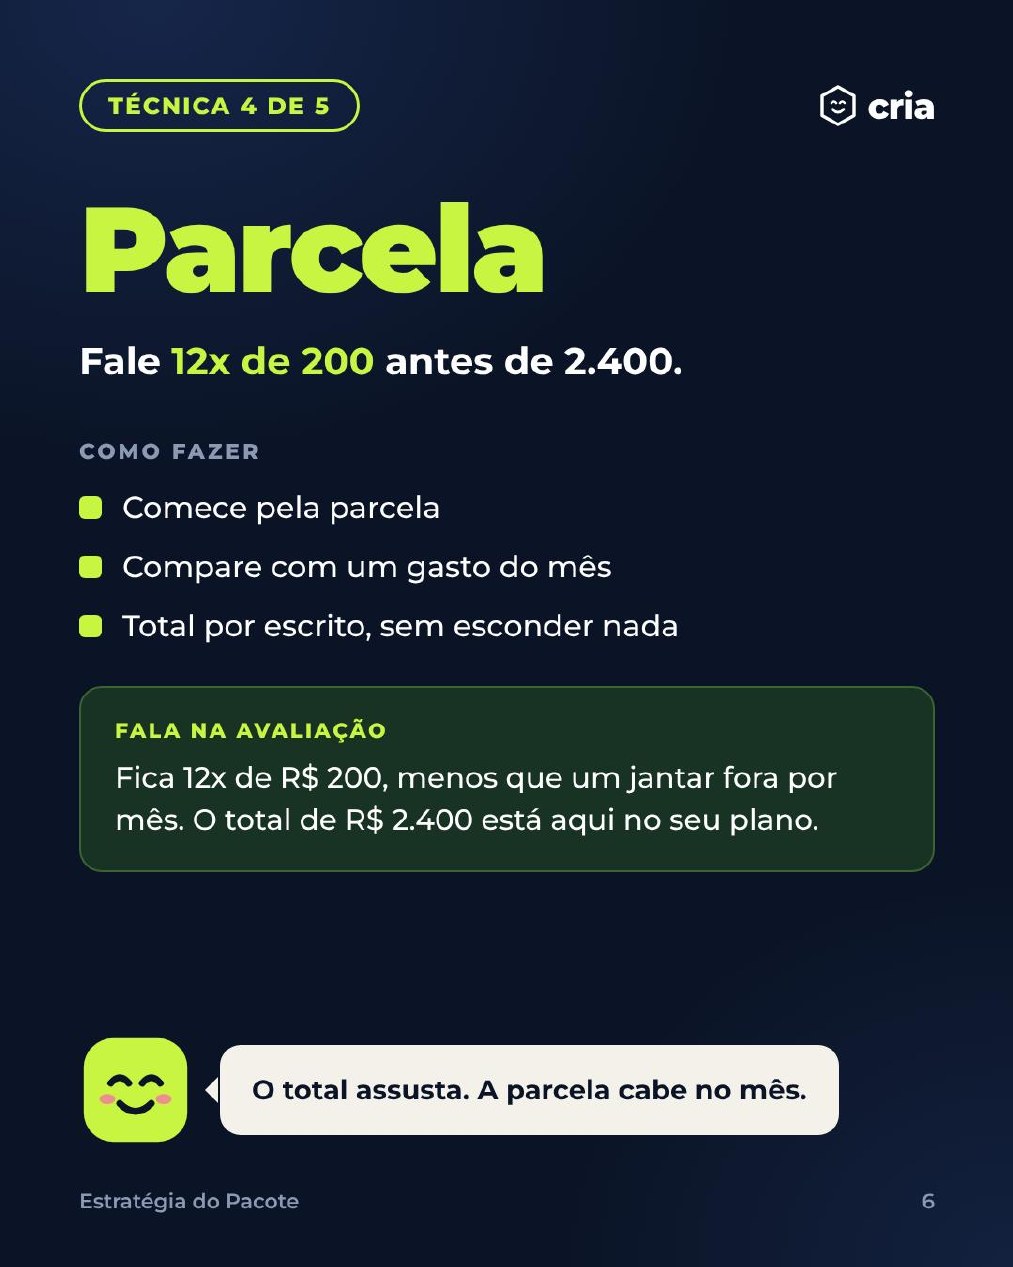 TÉCNICA 4 DE 5
cria
Parcela
Fale 12x de 200 antes de 2.400.
COMO FAZER
Comece pela parcela
Compare com um gasto do mês
Total por escrito, sem esconder nada
FALA NA AVALIAÇÃO
Fica 12x de R$ 200, menos que um jantar fora por
mês. O total de R$ 2.400 está aqui no seu plano.
O total assusta. A parcela cabe no mês.
Estratégia do Pacote
6